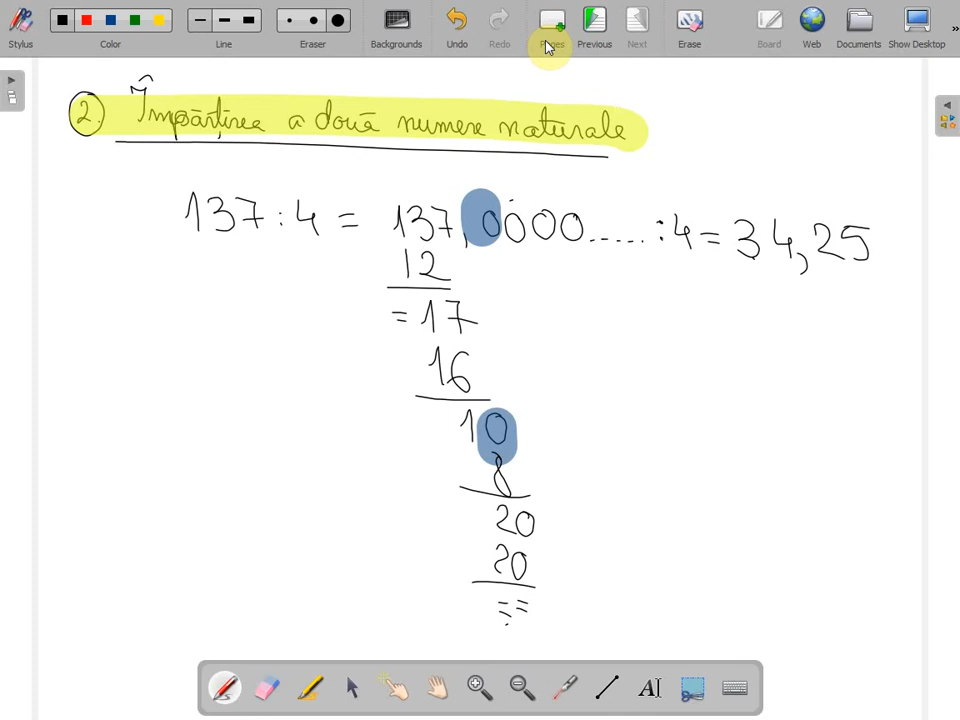 Stylus Color Line Eraser Backgrounds Undo Redo Pages Previous Next Erase Board Web Documents Show Desktop »
2. Împărțirea a două numere naturale
137 : 4 = 137,0000...... : 4 = 34,25
12
= 17
16
10
8
20
20
==